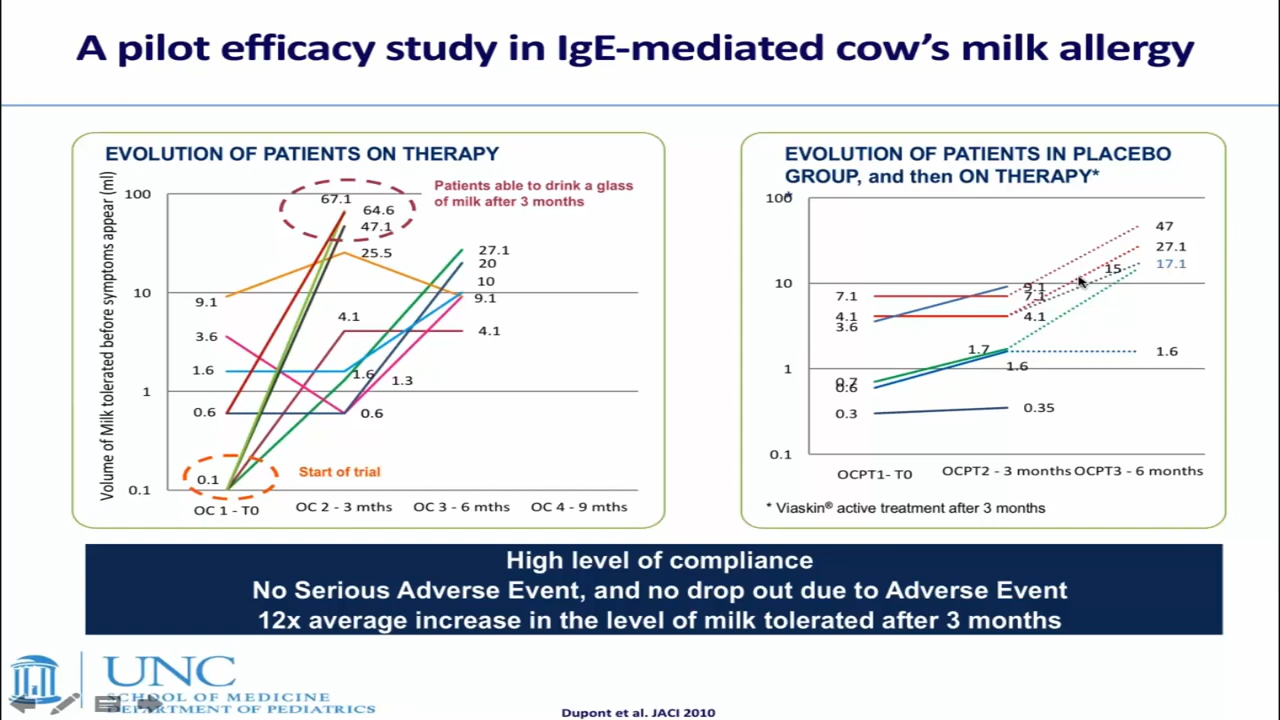 A pilot efficacy study in IgE-mediated cow's milk allergy
EVOLUTION OF PATIENTS ON THERAPY
Volume of Milk tolerated before symptoms appear (ml)
100
10
1
0.1
67.1
64.6
47.1
25.5
Patients able to drink a glass
of milk after 3 months
9.1
3.6
1.6
0.6
0.1
4.1
1.6
1.3
0.6
27.1
20
10
9.1
4.1
Start of trial
OC 1 - T0
OC 2 - 3 mths
OC 3 - 6 mths
OC 4 - 9 mths
EVOLUTION OF PATIENTS IN PLACEBO
GROUP, and then ON THERAPY*
*
100
10
1
0.1
7.1
4.1
3.6
0.7
0.6
0.3
9.1
7.1
4.1
1.7
1.6
0.35
15
47
27.1
17.1
1.6
OCPT1- T0
OCPT2 - 3 months
OCPT3 - 6 months
* Viaskin® active treatment after 3 months
High level of compliance
No Serious Adverse Event, and no drop out due to Adverse Event
12x average increase in the level of milk tolerated after 3 months
UNC
SCHOOL OF MEDICINE
DEPARTMENT OF PEDIATRICS
Dupont et al. JACI 2010